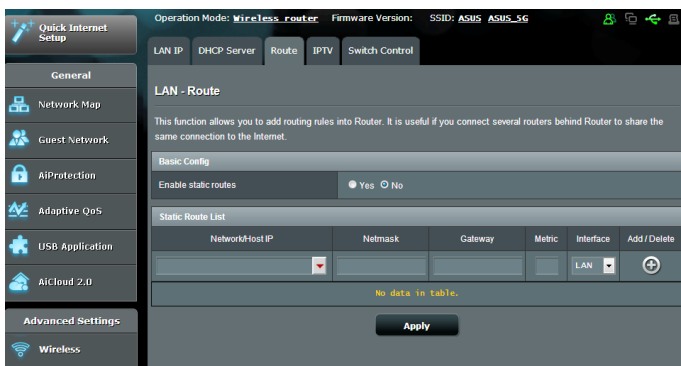 Quick Internet
Setup
Operation Mode: Wireless router Firmware Version: SSID: ASUS ASUS_5G
LAN IP DHCP Server Route IPTV Switch Control
General
Network Map
Guest Network
AiProtection
Adaptive QoS
USB Application
AiCloud 2.0
Advanced Settings
Wireless
LAN - Route
This function allows you to add routing rules into Router. It is useful if you connect several routers behind Router to share the
same connection to the Internet.
Basic Config
Enable static routes Yes No
Static Route List
Network/Host IP Netmask Gateway Metric Interface Add / Delete
LAN
No data in table.
Apply